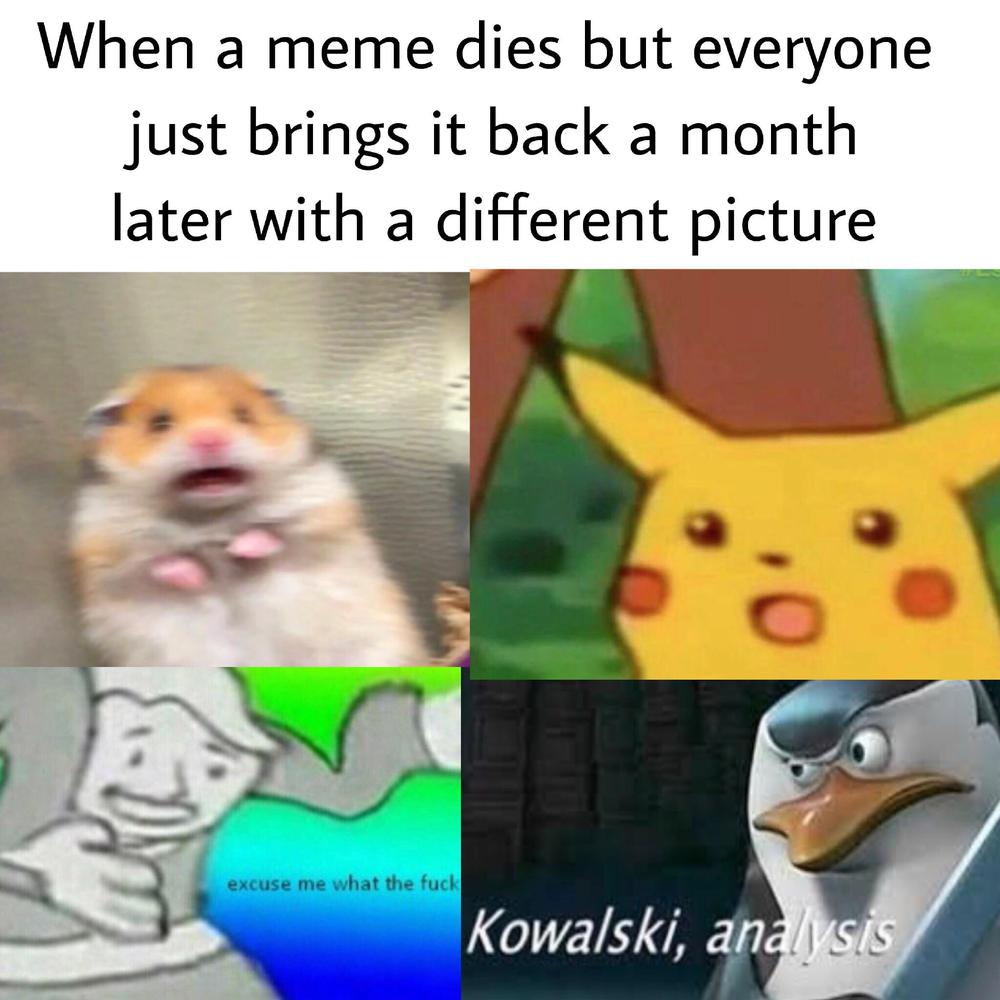 When a meme dies but everyone
just brings it back a month
later with a different picture
excuse me what the fuck
Kowalski, analysis